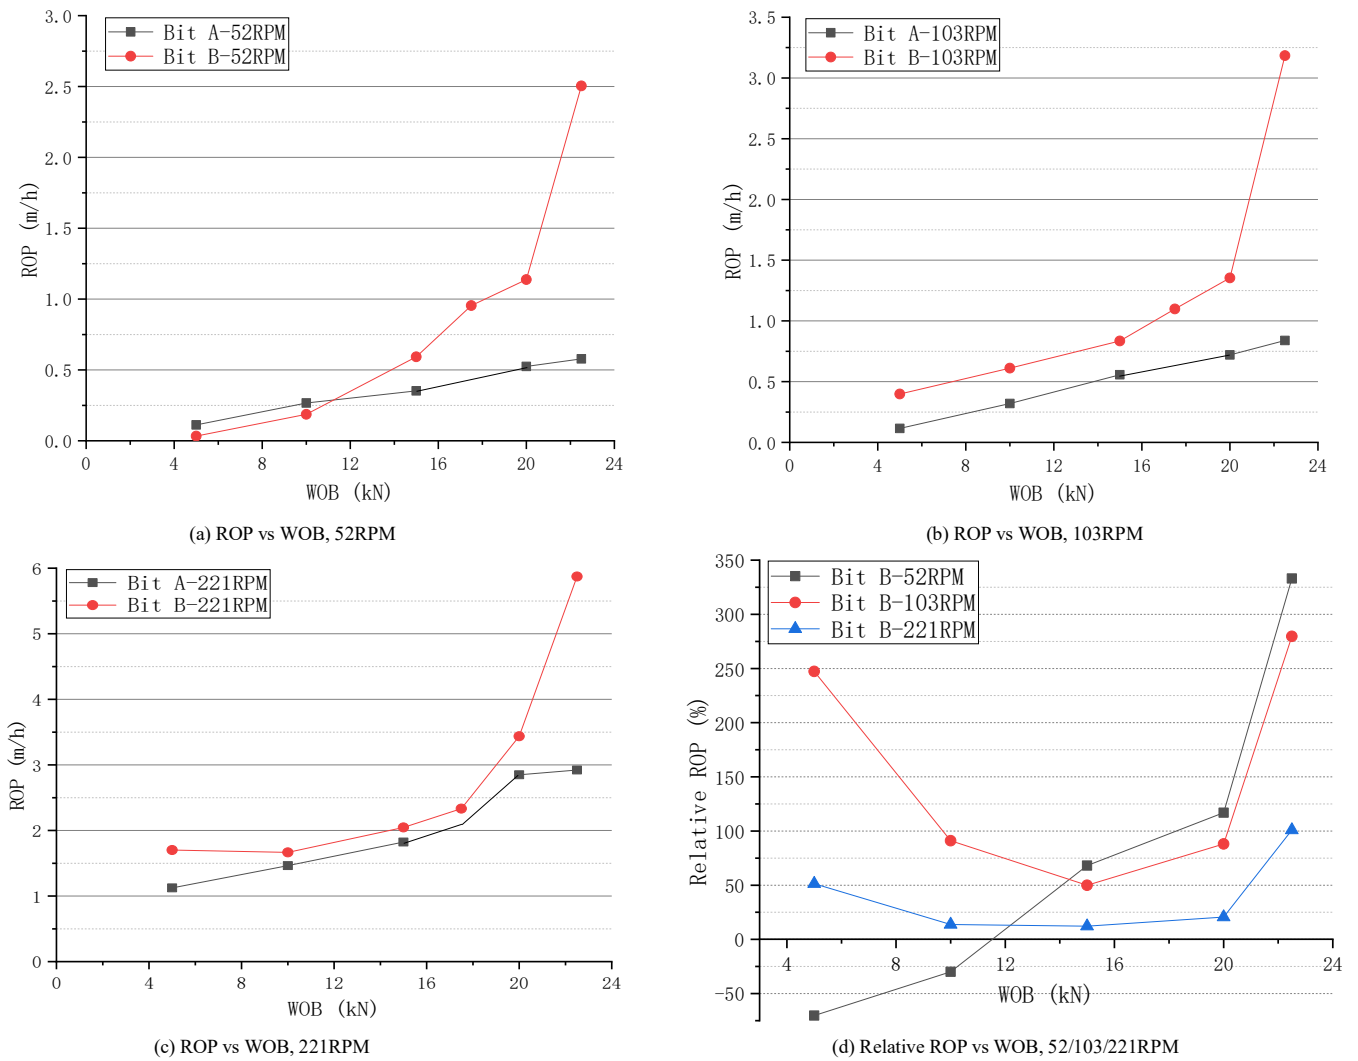 Bit A-52RPM
Bit B-52RPM
3.0
2.5
2.0
1.5
1.0
0.5
0.0
ROP (m/h)
0 4 8 12 16 20 24
WOB (kN)
(a) ROP vs WOB, 52RPM
Bit A-103RPM
Bit B-103RPM
3.5
3.0
2.5
2.0
1.5
1.0
0.5
0.0
ROP (m/h)
0 4 8 12 16 20 24
WOB (kN)
(b) ROP vs WOB, 103RPM
Bit A-221RPM
Bit B-221RPM
6
5
4
3
2
1
0
ROP (m/h)
0 4 8 12 16 20 24
WOB (kN)
(c) ROP vs WOB, 221RPM
Bit B-52RPM
Bit B-103RPM
Bit B-221RPM
350
300
250
200
150
100
50
0
-50
Relative ROP (%)
4 8 12 16 20 24
WOB (kN)
(d) Relative ROP vs WOB, 52/103/221RPM